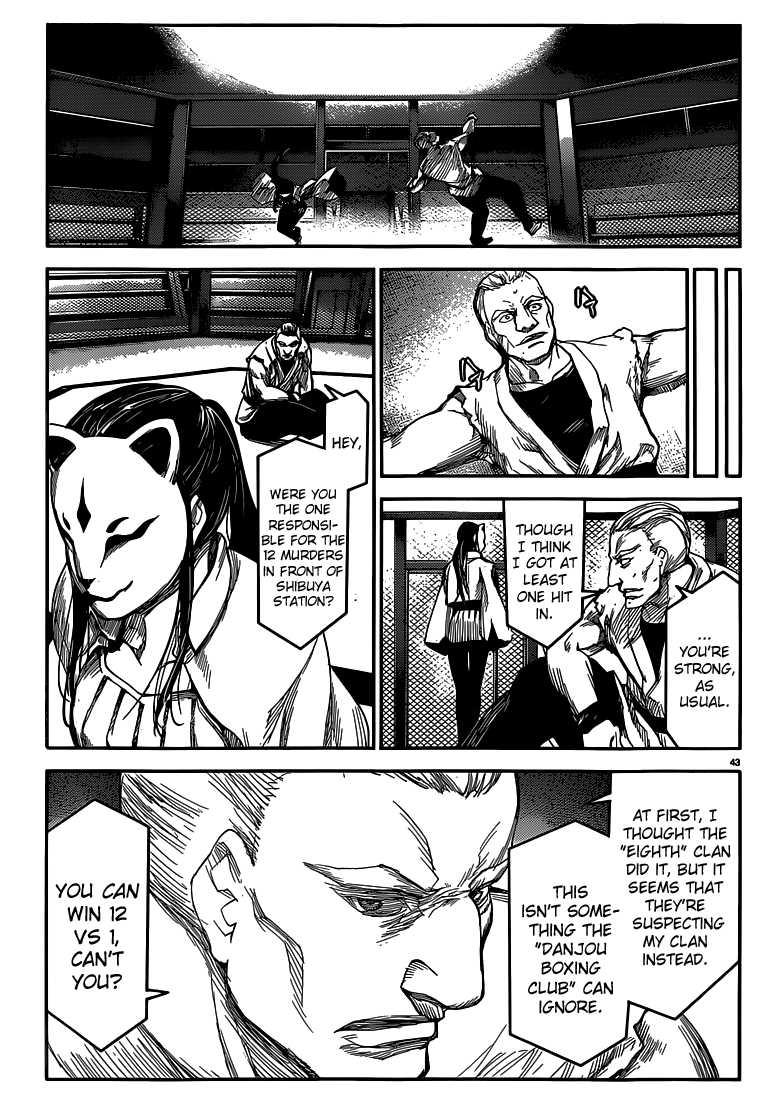 ...
YOU'RE
STRONG,
AS
USUAL.
THOUGH
I THINK
I GOT AT
LEAST
ONE HIT
IN.
HEY,
WERE YOU
THE ONE
RESPONSI-
BLE FOR THE
12 MURDERS
IN FRONT OF
SHIBUYA
STATION?
43
AT FIRST, I
THOUGHT THE
"EIGHTH" CLAN
DID IT, BUT IT
SEEMS THAT
THEY'RE
SUSPECTING
MY CLAN
INSTEAD.
THIS
ISN'T SOME-
THING THE
"DANJOU
BOXING
CLUB" CAN
IGNORE.
YOU CAN
WIN 12
VS 1,
CAN'T
YOU?